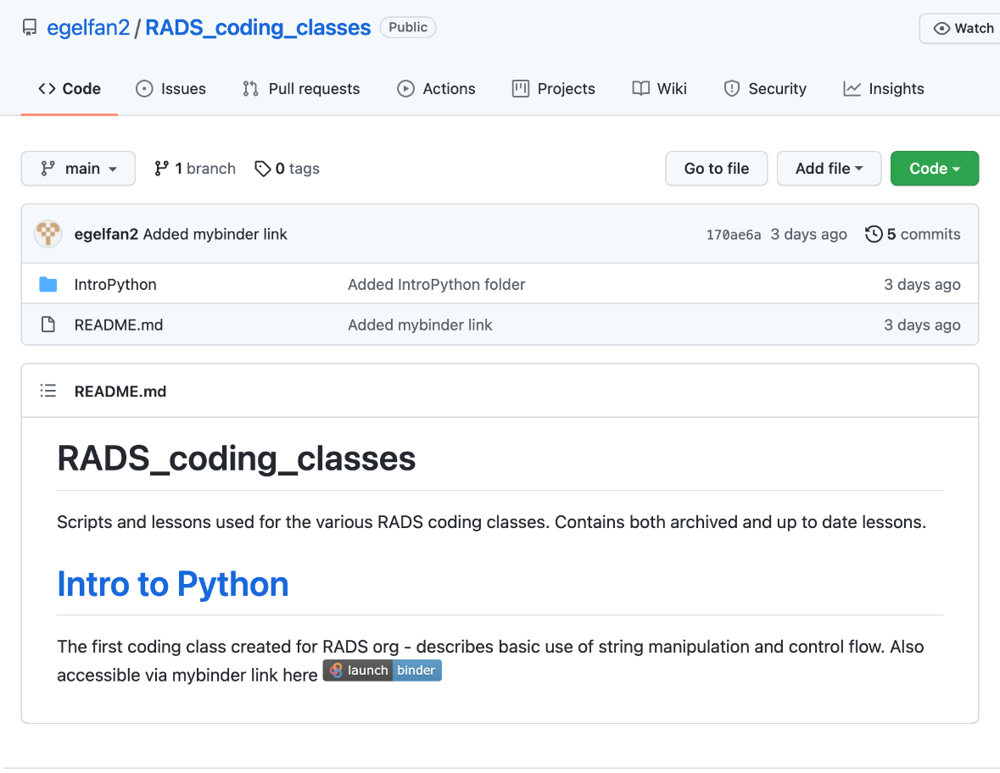 egelfan2 / RADS_coding_classes Public
Watch
Code Issues Pull requests Actions Projects Wiki Security Insights
main 1 branch 0 tags Go to file Add file Code
egelfan2 Added mybinder link 170ae6a 3 days ago 5 commits
IntroPython Added IntroPython folder 3 days ago
README.md Added mybinder link 3 days ago
README.md
RADS_coding_classes
Scripts and lessons used for the various RADS coding classes. Contains both archived and up to date lessons.
Intro to Python
The first coding class created for RADS org - describes basic use of string manipulation and control flow. Also
accessible via mybinder link here launch binder